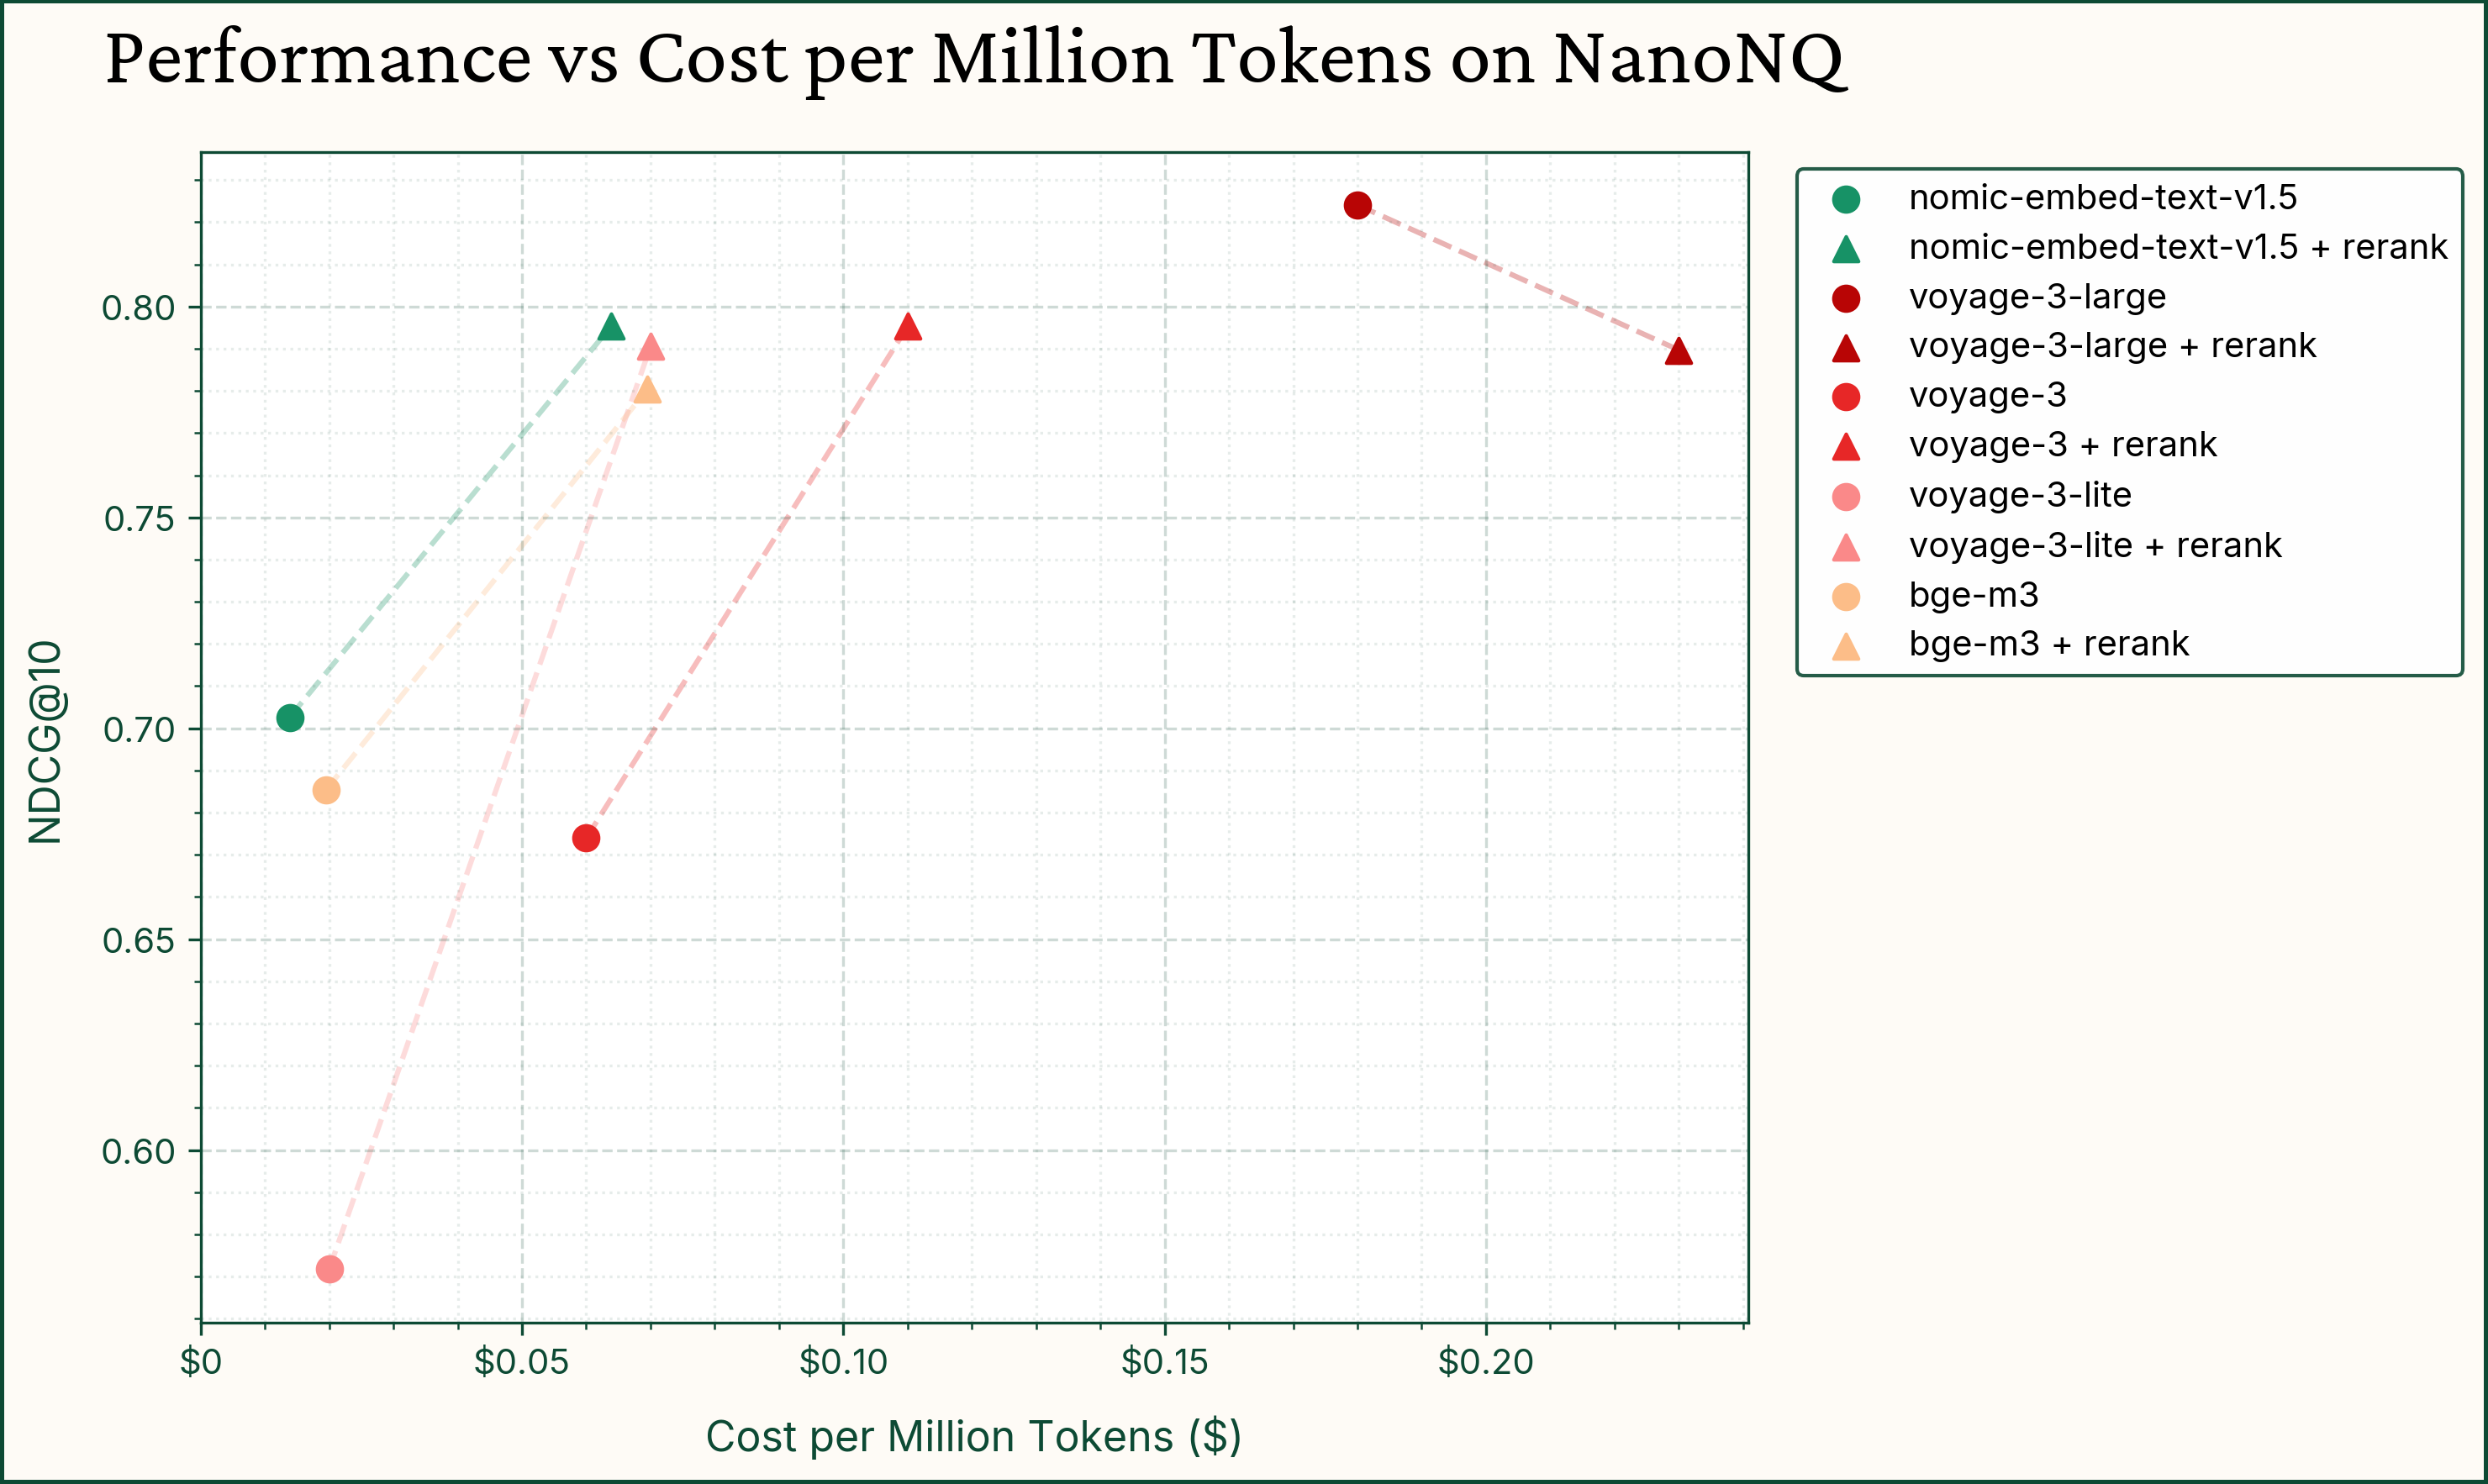 Performance vs Cost per Million Tokens on NanoNQ
nomic-embed-text-v1.5
nomic-embed-text-v1.5 + rerank
voyage-3-large
voyage-3-large + rerank
voyage-3
voyage-3 + rerank
voyage-3-lite
voyage-3-lite + rerank
bge-m3
bge-m3 + rerank
NDCG@10
0.80
0.75
0.70
0.65
0.60
$0 $0.05 $0.10 $0.15 $0.20
Cost per Million Tokens ($)